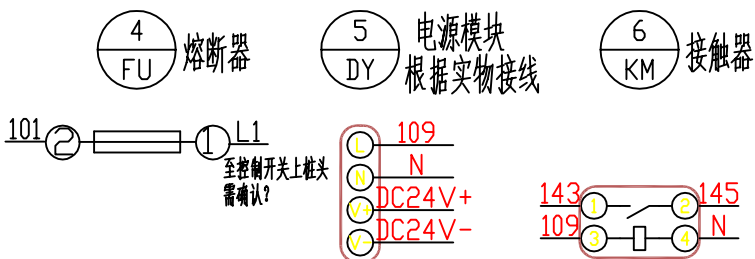 4
FU
熔断器
5
DY
电源模块
根据实物接线
6
KM
接触器
101
2
1
L1
至控制开关上桩头
需确认?
L
109
N
N
V+
DC24V+
V-
DC24V-
143
1
2
145
109
3
4
N